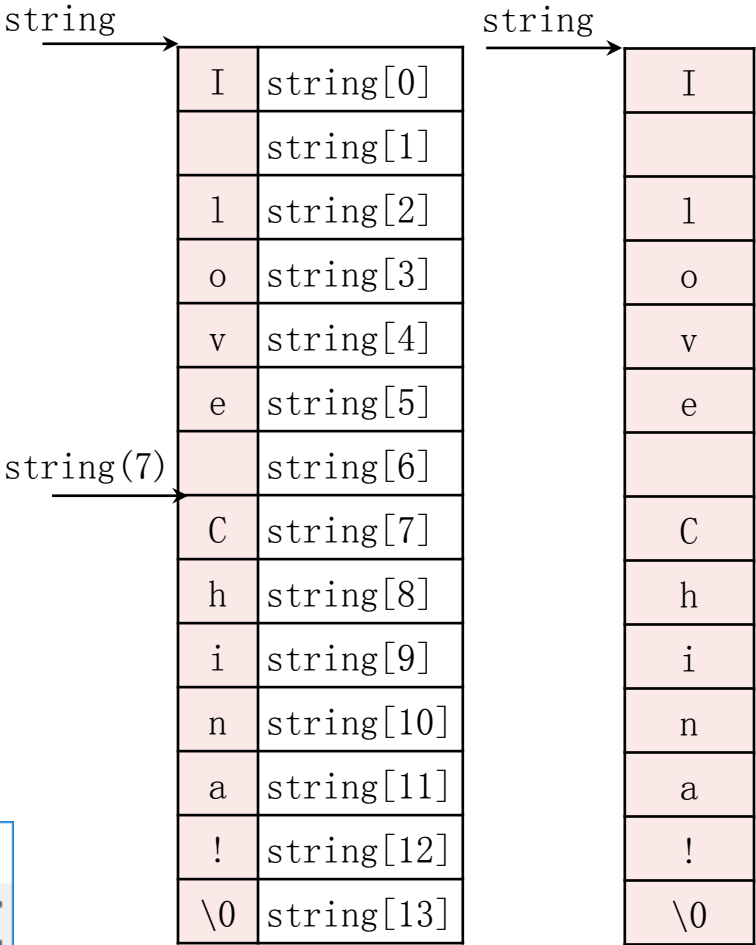 string string
I string[0] I
string[1]
l string[2] l
o string[3] o
v string[4] v
e string[5] e
string(7) string[6]
C string[7] C
h string[8] h
i string[9] i
n string[10] n
a string[11] a
! string[12] !
\0 string[13] \0